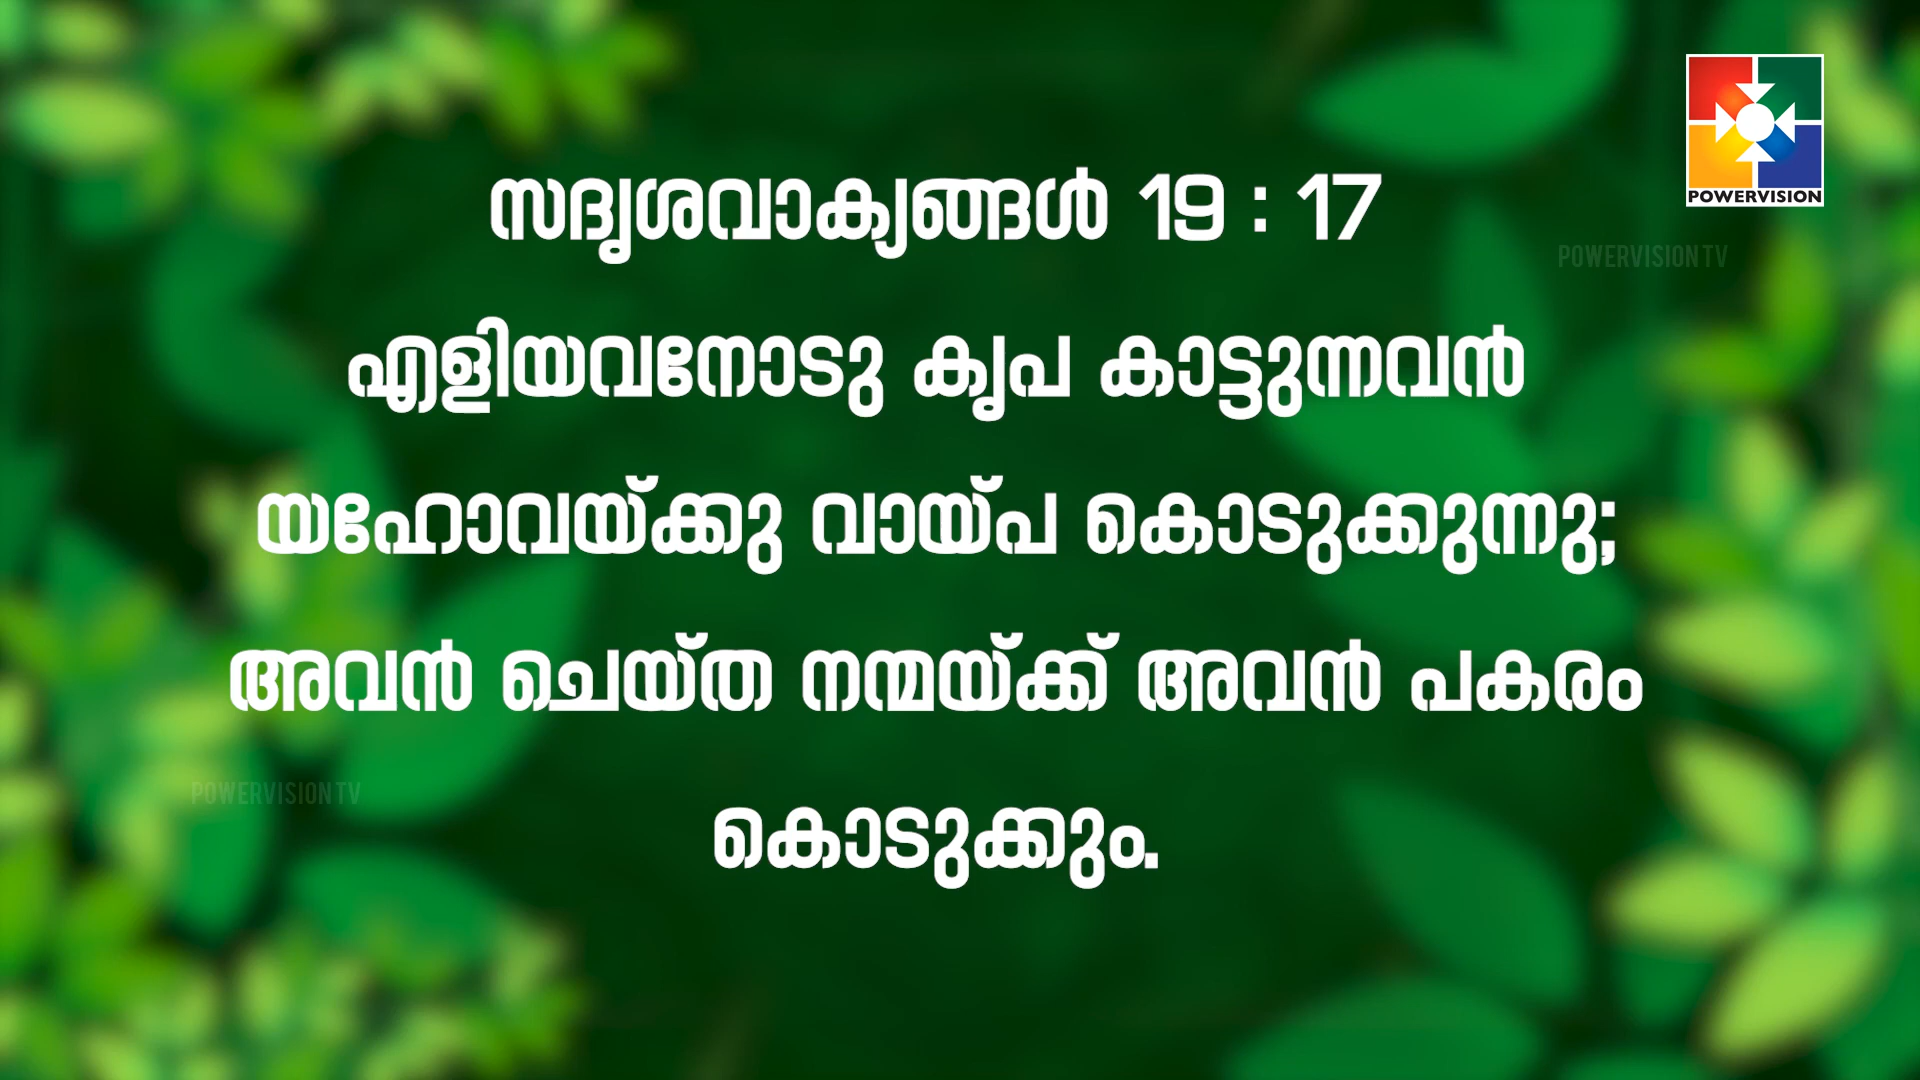 സദൃശവാക്യങ്ങൾ 19 : 17
എളിയവനോടു കൃപ കാട്ടുന്നവൻ
യഹോവയ്ക്കു വായ്പ കൊടുക്കുന്നു;
അവൻ ചെയ്ത നന്മയ്ക്ക് അവൻ പകരം
കൊടുക്കും.
POWERVISION
POWERVISION TV
POWERVISION TV